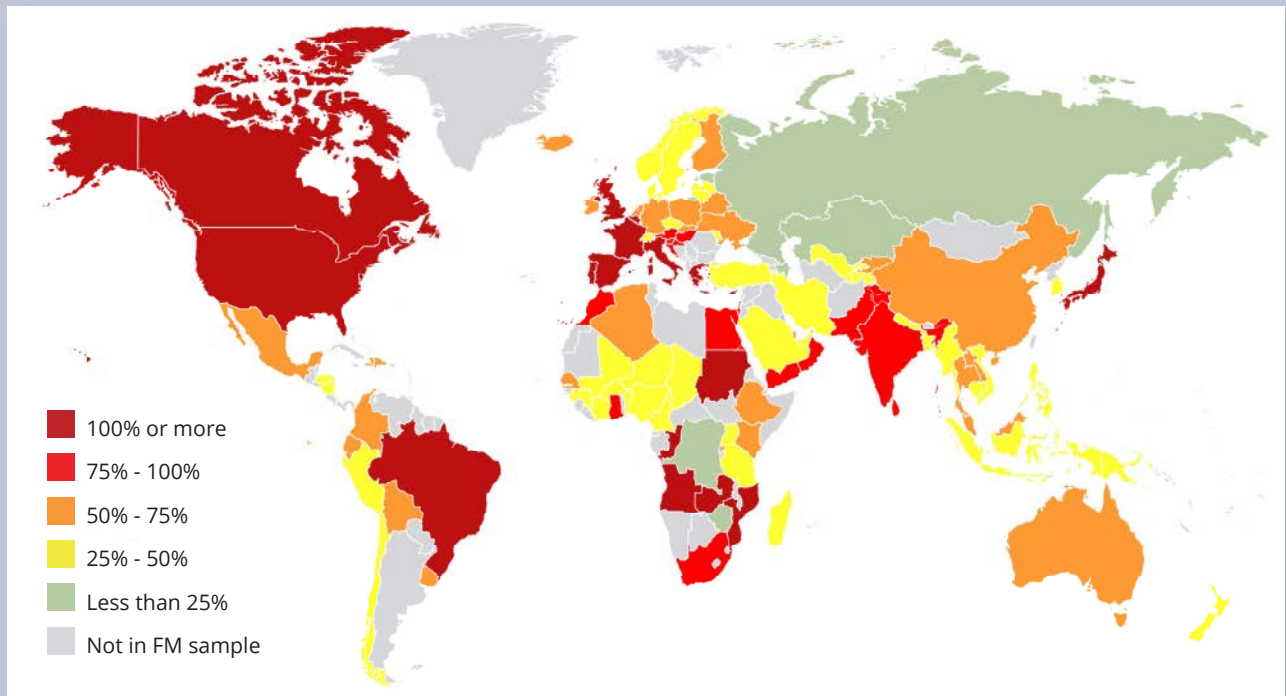 100% or more
75% - 100%
50% - 75%
25% - 50%
Less than 25%
Not in FM sample